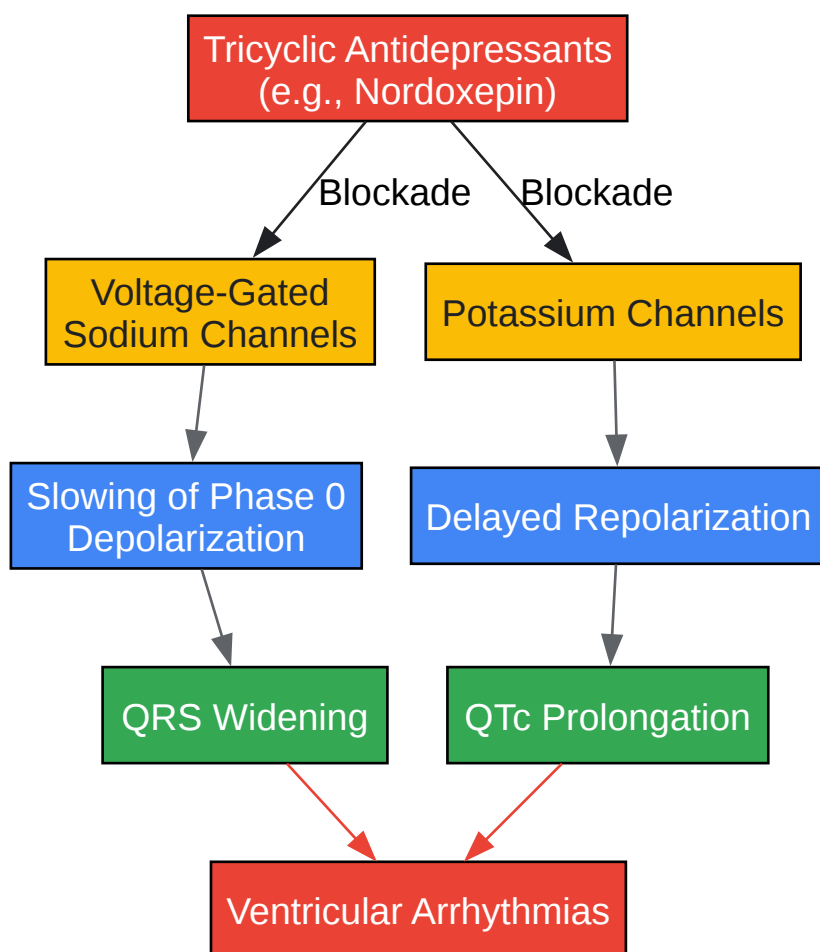 Tricyclic Antidepressants
(e.g., Nordoxepin)
Blockade
Blockade
Voltage-Gated
Sodium Channels
Potassium Channels
Slowing of Phase 0
Depolarization
Delayed Repolarization
QRS Widening
QTc Prolongation
Ventricular Arrhythmias